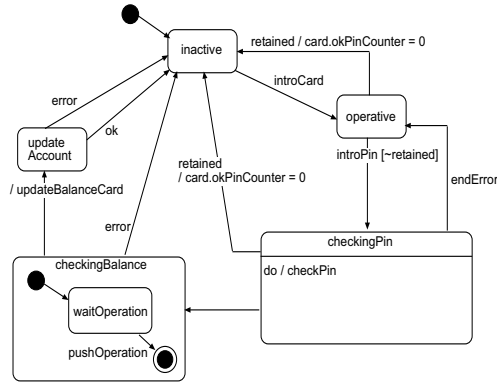 retained / card.okPinCounter = 0
inactive
introCard
error
operative
ok
update
Account
introPin [~retained]
retained
/ card.okPinCounter = 0
endError
/ updateBalanceCard
error
checkingPin
checkingBalance
do / checkPin
waitOperation
pushOperation